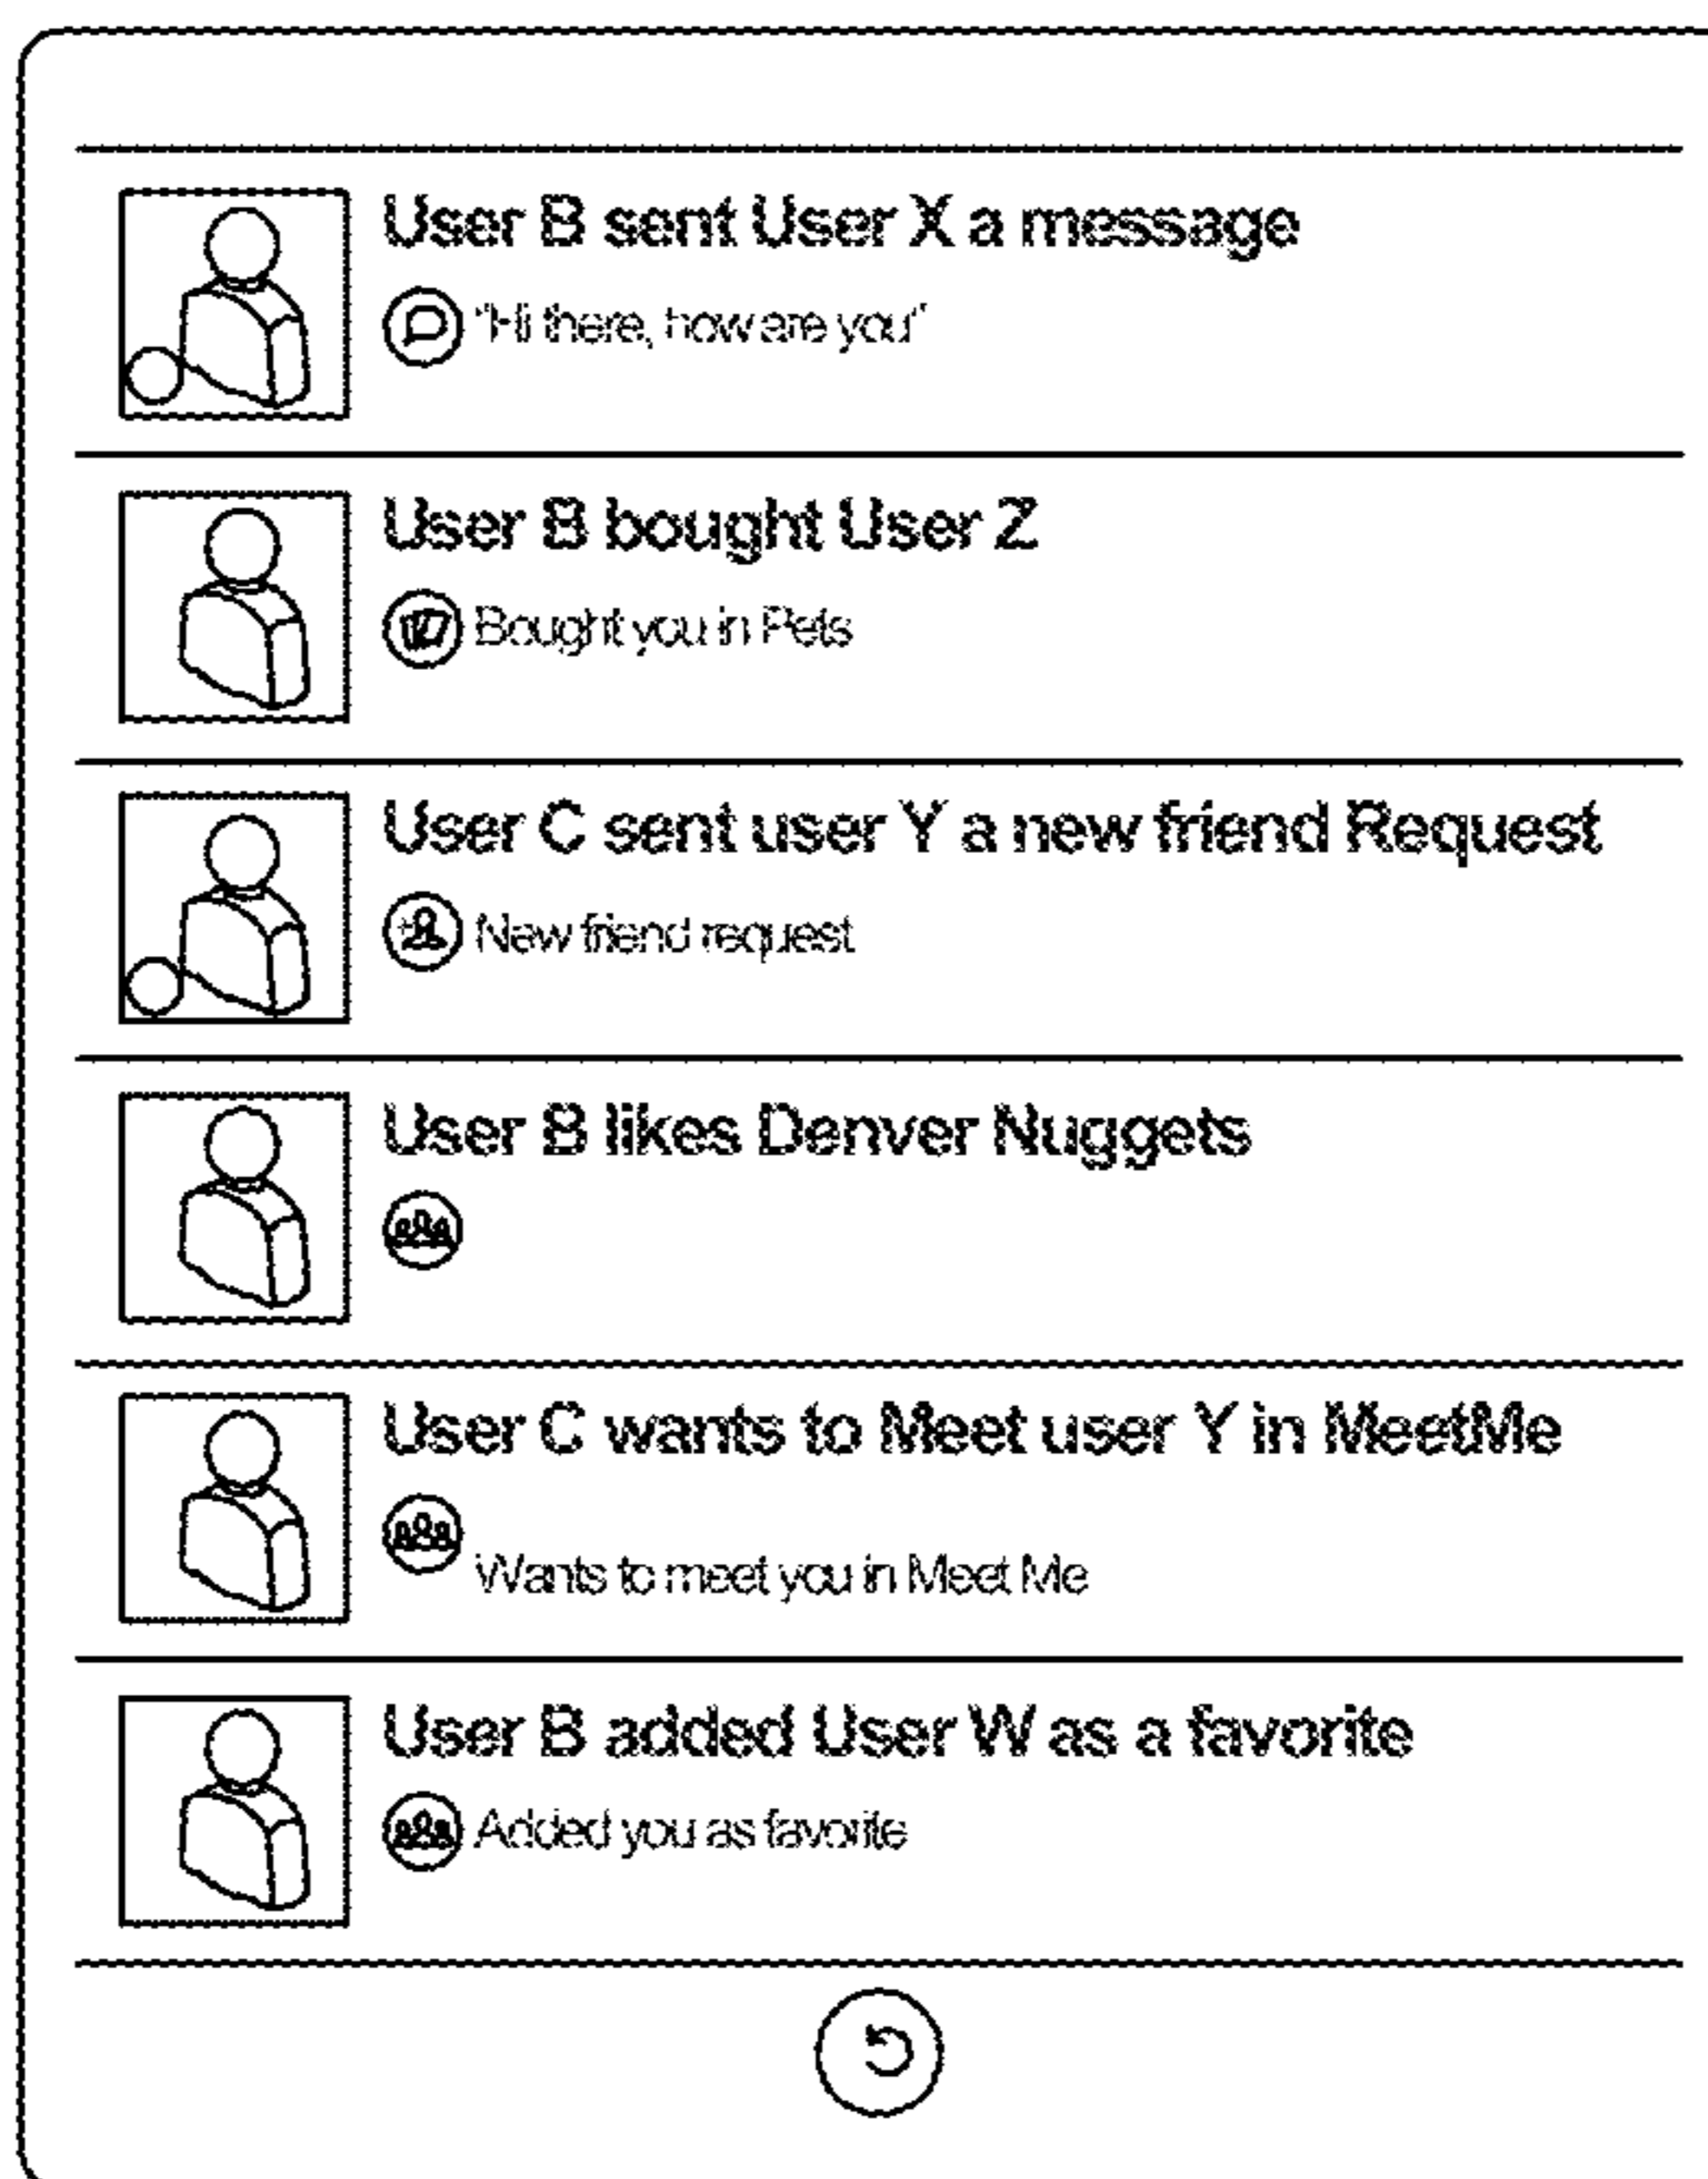 User B sent User X a message
"Hi there, how are you"
User B bought User Z
Bought you in Pets
User C sent user Y a new friend Request
New friend request
User B likes Denver Nuggets
User C wants to Meet user Y in MeetMe
Wants to meet you in Meet Me
User B added User W as a favorite
Added you as favorite